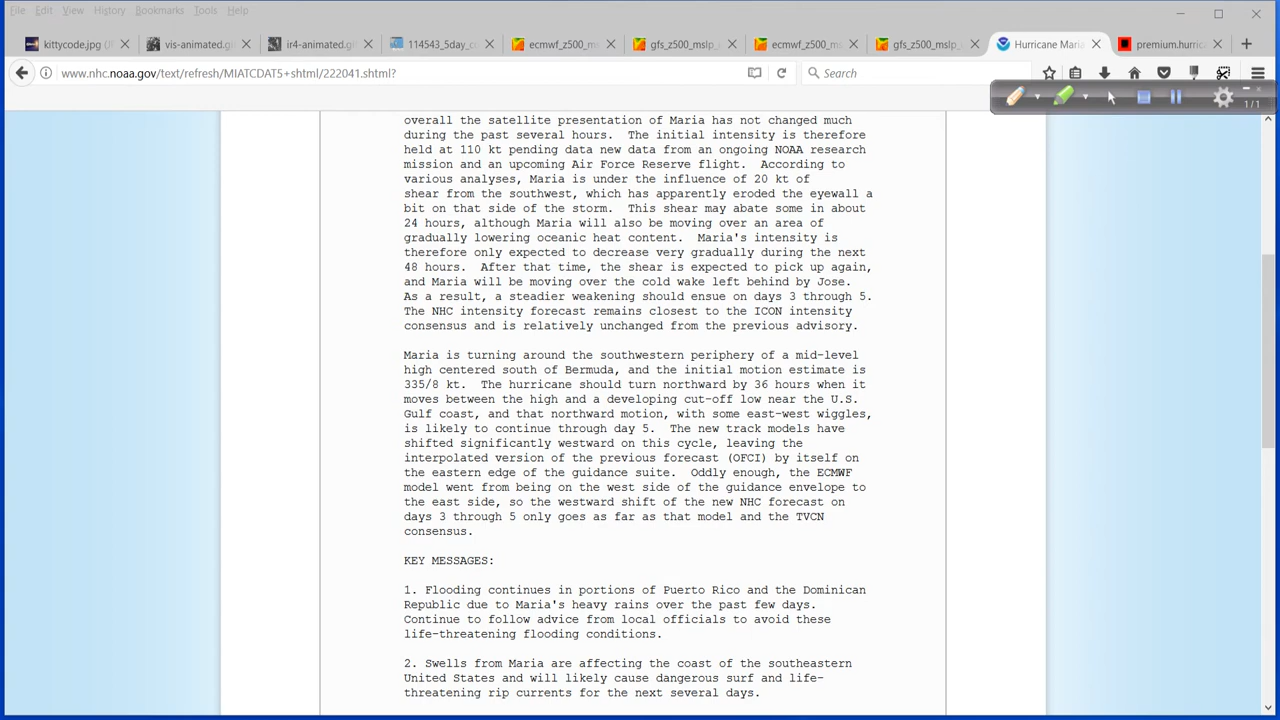 File Edit View History Bookmarks Tools Help
kittycode.jpg (JP
vis-animated.gi
ir4-animated.gi
114643_5day_c
ecmwf_z500_m
gfs_z500_mslp_
ecmwf_z500_m
gfs_z500_mslp_
Hurricane Maria
premium.hurric
www.nhc.noaa.gov/text/refresh/MIATCDAT5+shtml/222041.shtml?
Search
1/1
overall the satellite presentation of Maria has not changed much
during the past several hours. The initial intensity is therefore
held at 110 kt pending data new data from an ongoing NOAA research
mission and an upcoming Air Force Reserve flight. According to
various analyses, Maria is under the influence of 20 kt of
shear from the southwest, which has apparently eroded the eyewall a
bit on that side of the storm. This shear may abate some in about
24 hours, although Maria will also be moving over an area of
gradually lowering oceanic heat content. Maria's intensity is
therefore only expected to decrease very gradually during the next
48 hours. After that time, the shear is expected to pick up again,
and Maria will be moving over the cold wake left behind by Jose.
As a result, a steadier weakening should ensue on days 3 through 5.
The NHC intensity forecast remains closest to the ICON intensity
consensus and is relatively unchanged from the previous advisory.
Maria is turning around the southwestern periphery of a mid-level
high centered south of Bermuda, and the initial motion estimate is
335/8 kt. The hurricane should turn northward by 36 hours when it
moves between the high and a developing cut-off low near the U.S.
Gulf coast, and that northward motion, with some east-west wiggles,
is likely to continue through day 5. The new track models have
shifted significantly westward on this cycle, leaving the
interpolated version of the previous forecast (OFCI) by itself on
the eastern edge of the guidance suite. Oddly enough, the ECMWF
model went from being on the west side of the guidance envelope to
the east side, so the westward shift of the new NHC forecast on
days 3 through 5 only goes as far as that model and the TVCN
consensus.
KEY MESSAGES:
1. Flooding continues in portions of Puerto Rico and the Dominican
Republic due to Maria's heavy rains over the past few days.
Continue to follow advice from local officials to avoid these
life-threatening flooding conditions.
2. Swells from Maria are affecting the coast of the southeastern
United States and will likely cause dangerous surf and life-
threatening rip currents for the next several days.